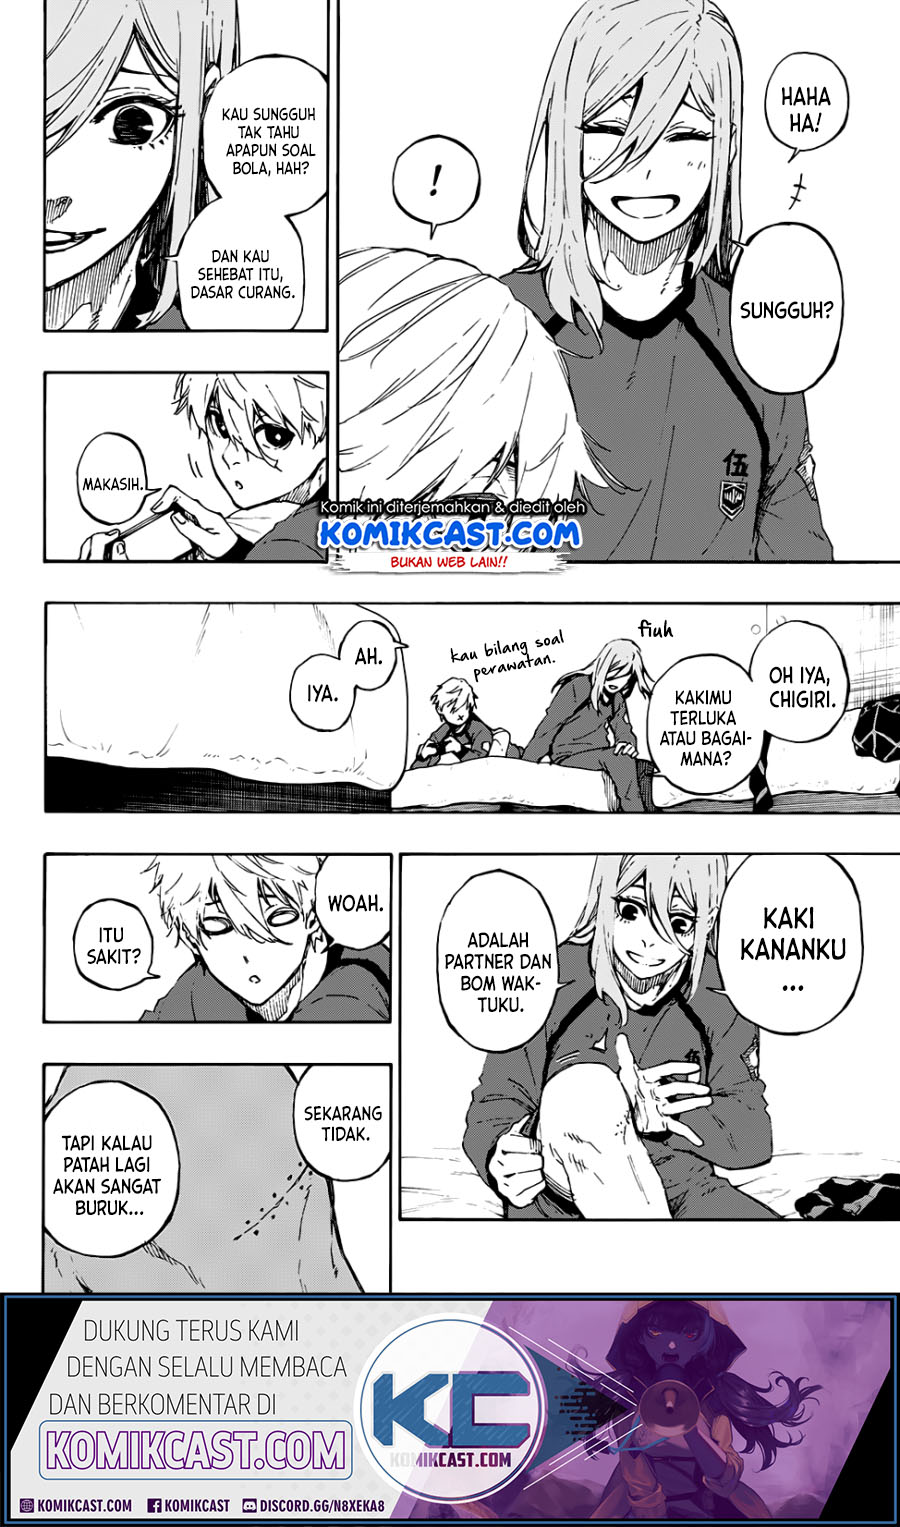 HAHA
HA!
SUNGGUH?
!
KAU SUNGGUH
TAK TAHU
APAPUN SOAL
BOLA, HAH?
DAN KAU
SEHEBAT ITU,
DASAR CURANG.
伍
MAKASIH.
Komik ini diterjemahkan & diedit oleh
KOMIKCAST.COM
BUKAN WEB LAIN!!
OH IYA,
CHIGIRI.
KAKIMU
TERLUKA
ATAU BAGAI-
MANA?
fiuh
kau bilang soal
perawatan.
AH.
IYA.
KAKI
KANANKU
...
ADALAH
PARTNER DAN
BOM WAK-
TUKU.
伍
WOAH.
ITU
SAKIT?
SEKARANG
TIDAK.
TAPI KALAU
PATAH LAGI
AKAN SANGAT
BURUK...
DUKUNG TERUS KAMI
DENGAN SELALU MEMBACA
DAN BERKOMENTAR DI
KOMIKCAST.COM
KC
KOMIKCAST.COM
KOMIKCAST.COM
KOMIKCAST
DISCORD.GG/N8XEKA8